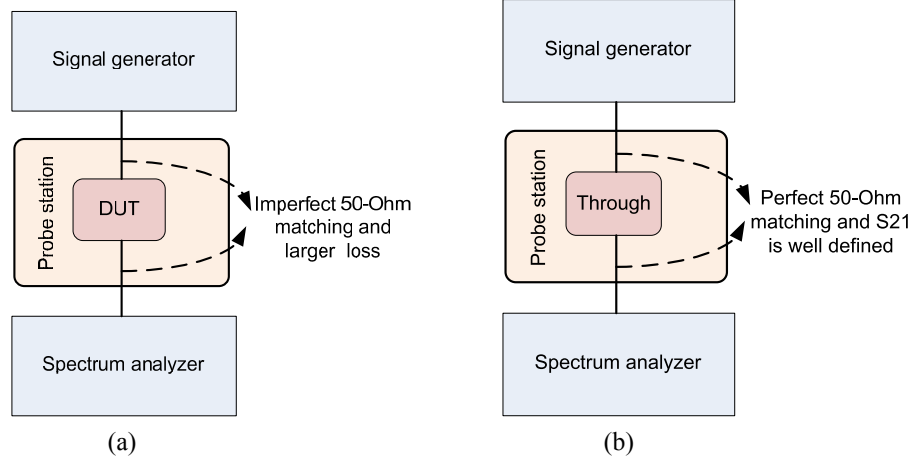 Signal generator
Probe station
DUT
Imperfect 50-Ohm
matching and
larger loss
Spectrum analyzer
(a)
Signal generator
Probe station
Through
Perfect 50-Ohm
matching and S21
is well defined
Spectrum analyzer
(b)